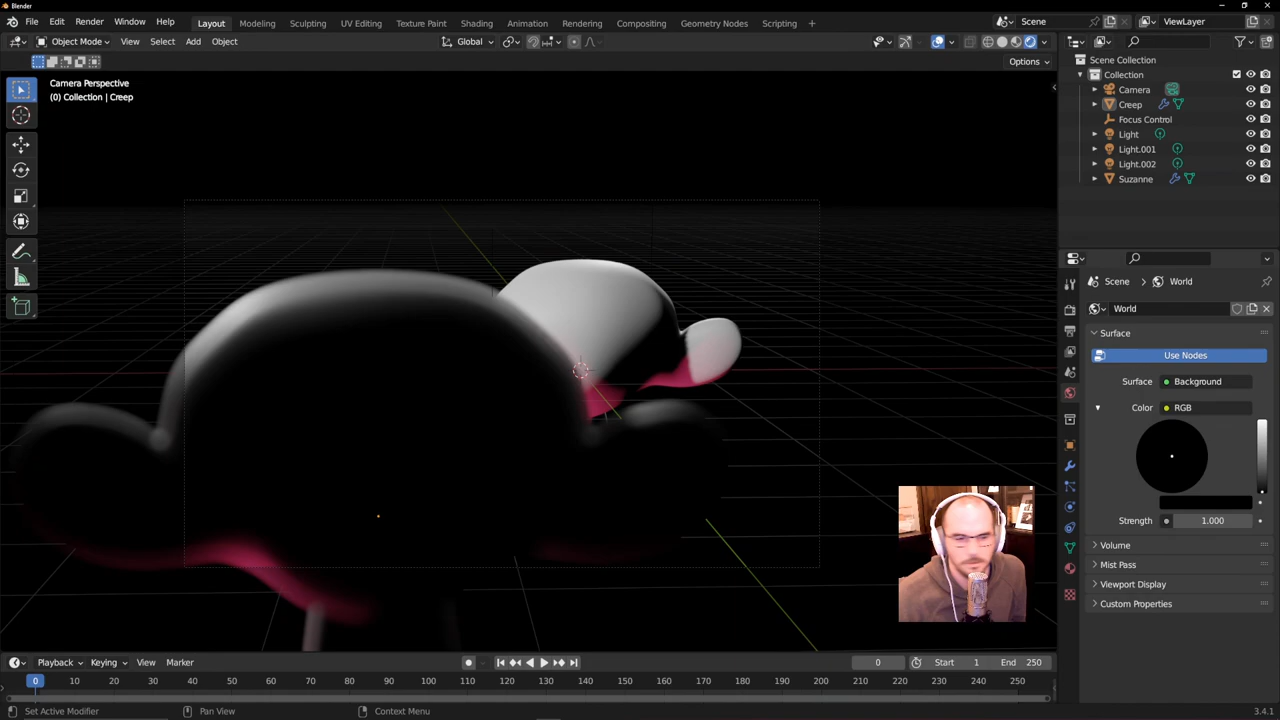 Blender
File Edit Render Window Help Layout Modeling Sculpting UV Editing Texture Paint Shading Animation Rendering Compositing Geometry Nodes Scripting + Scene ViewLayer
Object Mode View Select Add Object Global
Options
Camera Perspective
(0) Collection | Creep
Scene Collection
Collection
Camera
Creep
Focus Control
Light
Light.001
Light.002
Suzanne
Scene > World
World
Surface
Use Nodes
Surface Background
Color RGB
Strength 1.000
Volume
Mist Pass
Viewport Display
Custom Properties
Playback Keying View Marker 0 Start 1 End 250
0 10 20 30 40 50 60 70 80 90 100 110 120 130 140 150 160 170 180 190 200 210 220 230 240 250
Set Active Modifier Pan View Context Menu 3.4.1